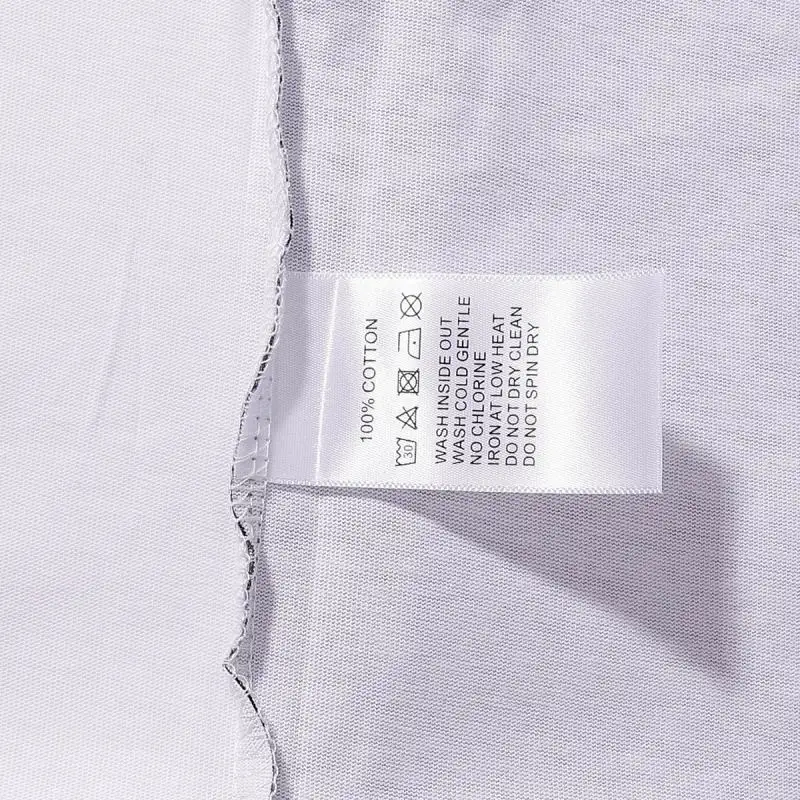 100% COTTON
30
WASH INSIDE OUT
WASH COLD GENTLE
NO CHLORINE
IRON AT LOW HEAT
DO NOT DRY CLEAN
DO NOT SPIN DRY